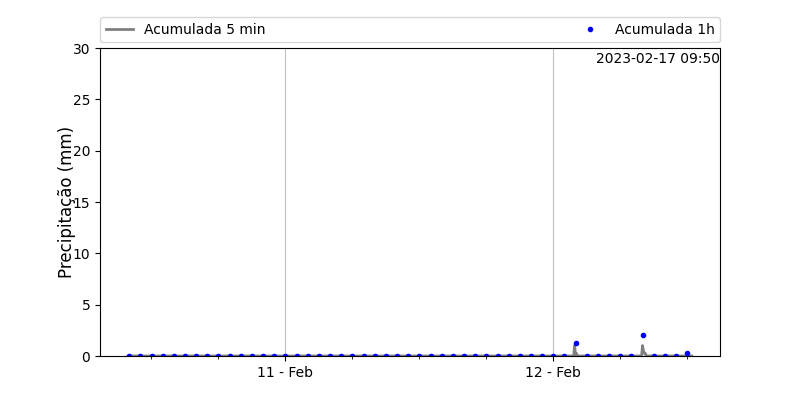 Acumulada 5 min
Acumulada 1h
2023-02-17 09:50
Precipitação (mm)
30
25
20
15
10
5
0
11 - Feb
12 - Feb